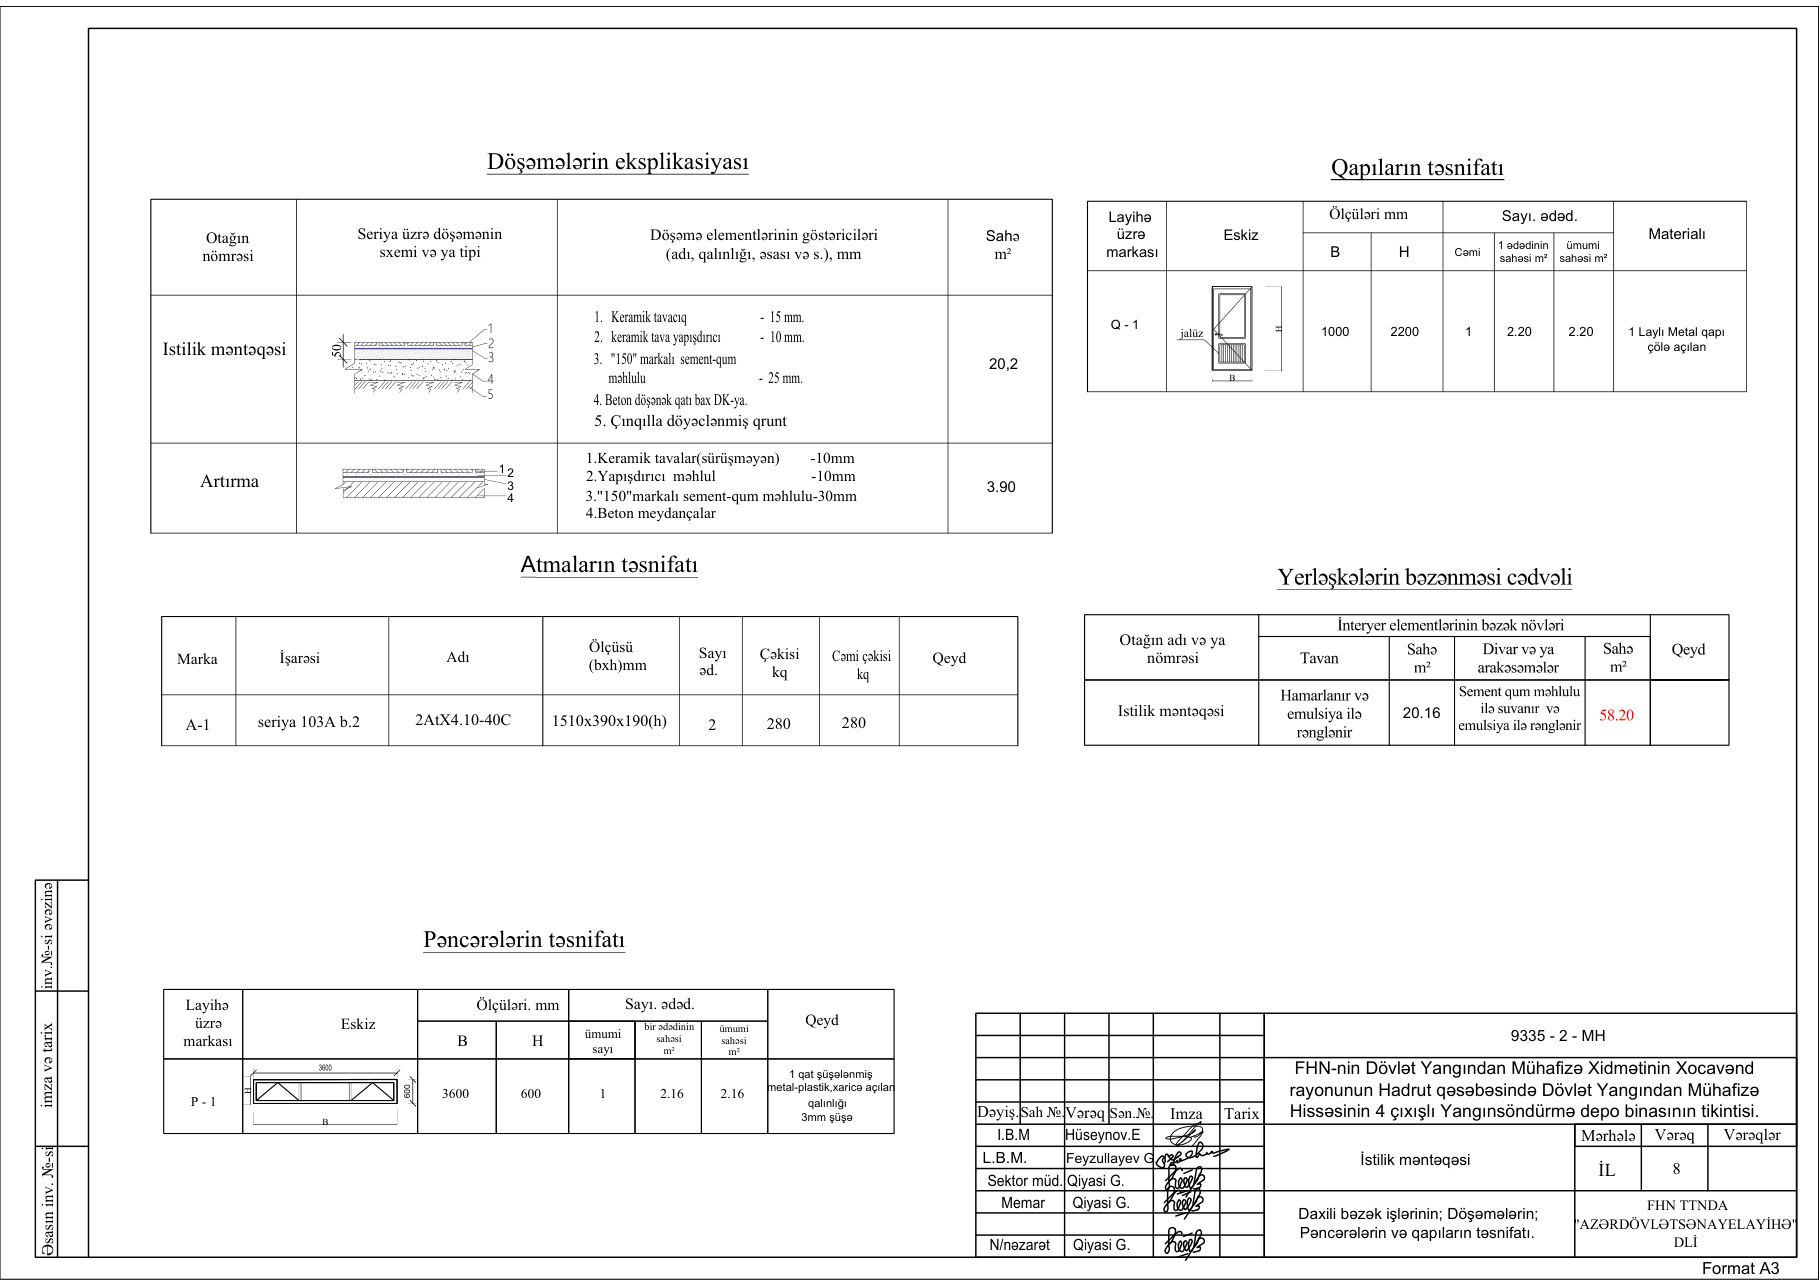 Döşəmələrin eksplikasiyası
Otağın
nömrəsi
Seriya üzrə döşəmənin
sxemi və ya tipi
Döşəmə elementlərinin göstəriciləri
(adı, qalınlığı, əsası və s.), mm
Sahə
m²
Istilik məntəqəsi
50
1
2
3
4
5
1. Keramik tavacıq - 15 mm.
2. keramik tava yapışdırıcı - 10 mm.
3. "150" markalı sement-qum
məhlulu - 25 mm.
4. Beton döşənək qatı bax DK-ya.
5. Çınqılla döyəclənmiş qrunt
20,2
Artırma
1
2
3
4
1.Keramik tavalar(sürüşməyən) -10mm
2.Yapışdırıcı məhlul -10mm
3."150"markalı sement-qum məhlulu-30mm
4.Beton meydançalar
3.90
Qapıların təsnifatı
Layihə
üzrə
markası
Eskiz
Ölçüləri mm
B
H
Sayı. ədəd.
Cəmi
1 ədədinin
sahəsi m²
ümumi
sahəsi m²
Materialı
Q - 1
jalüz
H
B
1000
2200
1
2.20
2.20
1 Laylı Metal qapı
çölə açılan
Atmaların təsnifatı
Marka
İşarəsi
Adı
Ölçüsü
(bxh)mm
Sayı
əd.
Çəkisi
kq
Cəmi çəkisi
kq
Qeyd
A-1
seriya 103A b.2
2AtX4.10-40C
1510x390x190(h)
2
280
280
Yerləşkələrin bəzənməsi cədvəli
Otağın adı və ya
nömrəsi
İnteryer elementlərinin bəzək növləri
Tavan
Sahə
m²
Divar və ya
arakəsəmələr
Sahə
m²
Qeyd
Istilik məntəqəsi
Hamarlanır və
emulsiya ilə
rənglənir
20.16
Sement qum məhlulu
ilə suvanır və
emulsiya ilə rənglənir
58.20
Pəncərələrin təsnifatı
Layihə
üzrə
markası
Eskiz
Ölçüləri. mm
B
H
Sayı. ədəd.
ümumi
sayı
bir ədədinin
sahəsi
m²
ümumi
sahəsi
m²
Qeyd
P - 1
3600
H
600
B
3600
600
1
2.16
2.16
1 qat şüşələnmiş
metal-plastik,xaricə açılan
qalınlığı
3mm şüşə
inv.№-si əvəzinə
imza və tarix
Əsasın inv. №-si
9335 - 2 - MH
FHN-nin Dövlət Yangından Mühafizə Xidmətinin Xocavənd
rayonunun Hadrut qəsəbəsində Dövlət Yangından Mühafizə
Hissəsinin 4 çıxışlı Yangınsöndürmə depo binasının tikintisi.
Dəyiş. Sah №. Vərəq Sən.№. Imza Tarix
I.B.M Hüseynov.E
L.B.M. Feyzullayev G
Sektor müd. Qiyasi G.
Memar Qiyasi G.
N/nəzarət Qiyasi G.
İstilik məntəqəsi
Mərhələ Vərəq Vərəqlər
İL 8
Daxili bəzək işlərinin; Döşəmələrin;
Pəncərələrin və qapıların təsnifatı.
FHN TTNDA
"AZƏRDÖVLƏTSƏNAYELAYİHƏ"
DLİ
Format A3